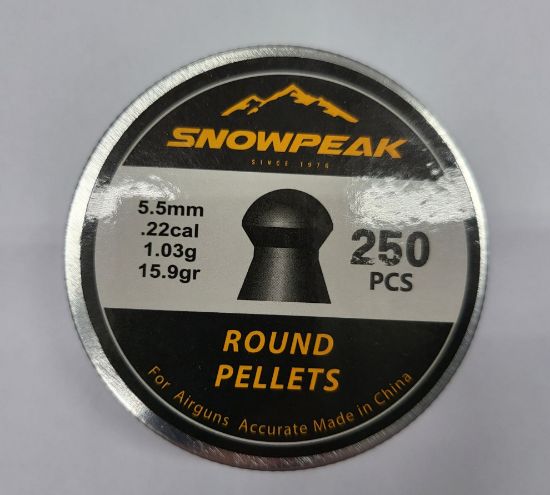 SNOWPEAK
SINCE 1976
5.5mm
.22cal
1.03g
15.9gr
250
PCS
ROUND
PELLETS
For Airguns Accurate Made in China